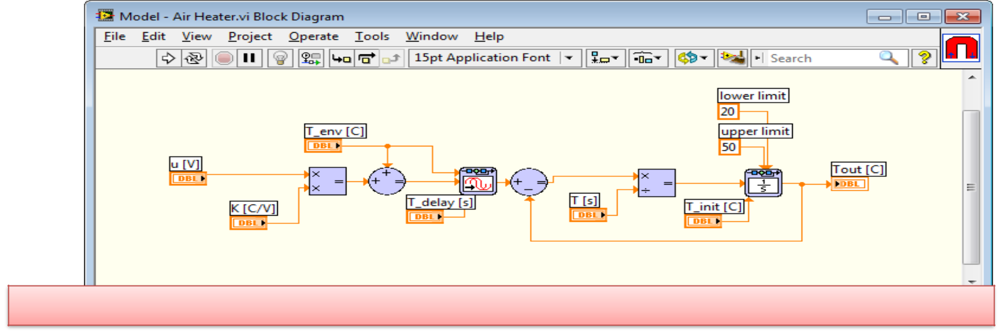 Model - Air Heater.vi Block Diagram
File Edit View Project Operate Tools Window Help
15pt Application Font Search ?
lower limit
20
T_env [C]
DBL
upper limit
50
u [V]
DBL
× × =
+ + =
+ − =
× ÷ =
1/s
Tout [C]
DBL
K [C/V]
DBL
T_delay [s]
DBL
T [s]
DBL
T_init [C]
DBL